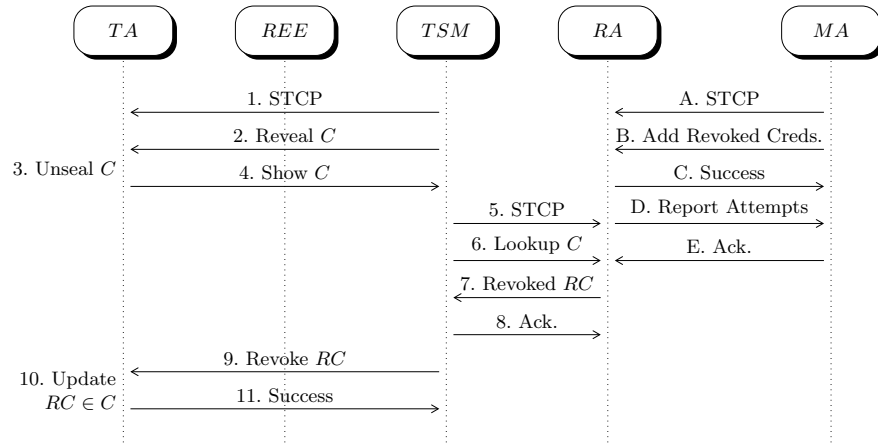 TA REE TSM RA MA
1. STCP A. STCP
2. Reveal C B. Add Revoked Creds.
3. Unseal C 4. Show C C. Success
5. STCP D. Report Attempts
6. Lookup C E. Ack.
7. Revoked RC
8. Ack.
9. Revoke RC
10. Update
RC ∈ C 11. Success